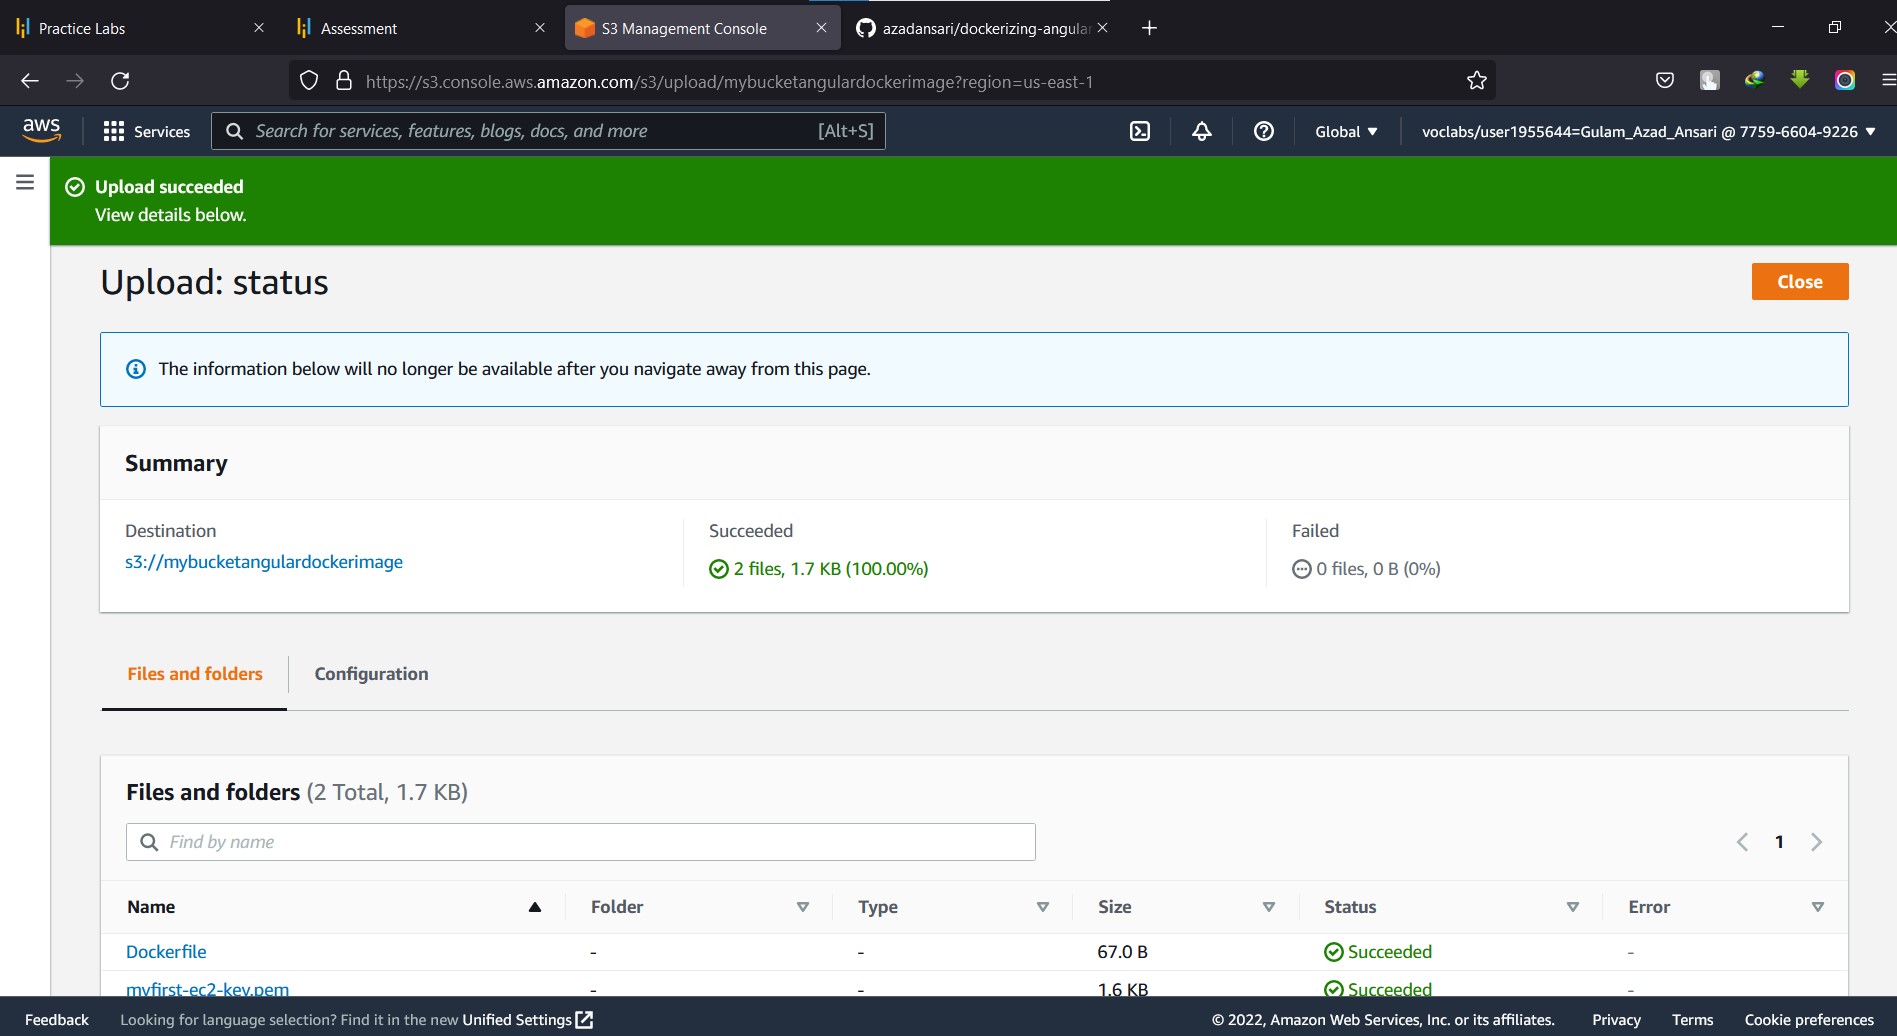 Practice Labs
Assessment
S3 Management Console
azadansari/dockerizing-angular
https://s3.console.aws.amazon.com/s3/upload/mybucketangulardockerimage?region=us-east-1
aws
Services
Search for services, features, blogs, docs, and more
[Alt+S]
Global
voclabs/user1955644=Gulam_Azad_Ansari @ 7759-6604-9226
Upload succeeded
View details below.
Upload: status
Close
The information below will no longer be available after you navigate away from this page.
Summary
Destination
s3://mybucketangulardockerimage
Succeeded
2 files, 1.7 KB (100.00%)
Failed
0 files, 0 B (0%)
Files and folders
Configuration
Files and folders (2 Total, 1.7 KB)
Find by name
1
Name Folder Type Size Status Error
Dockerfile - - 67.0 B Succeeded -
myfirst-ec2-key.pem - - 1.6 KB Succeeded -
Feedback
Looking for language selection? Find it in the new Unified Settings
© 2022, Amazon Web Services, Inc. or its affiliates.
Privacy
Terms
Cookie preferences